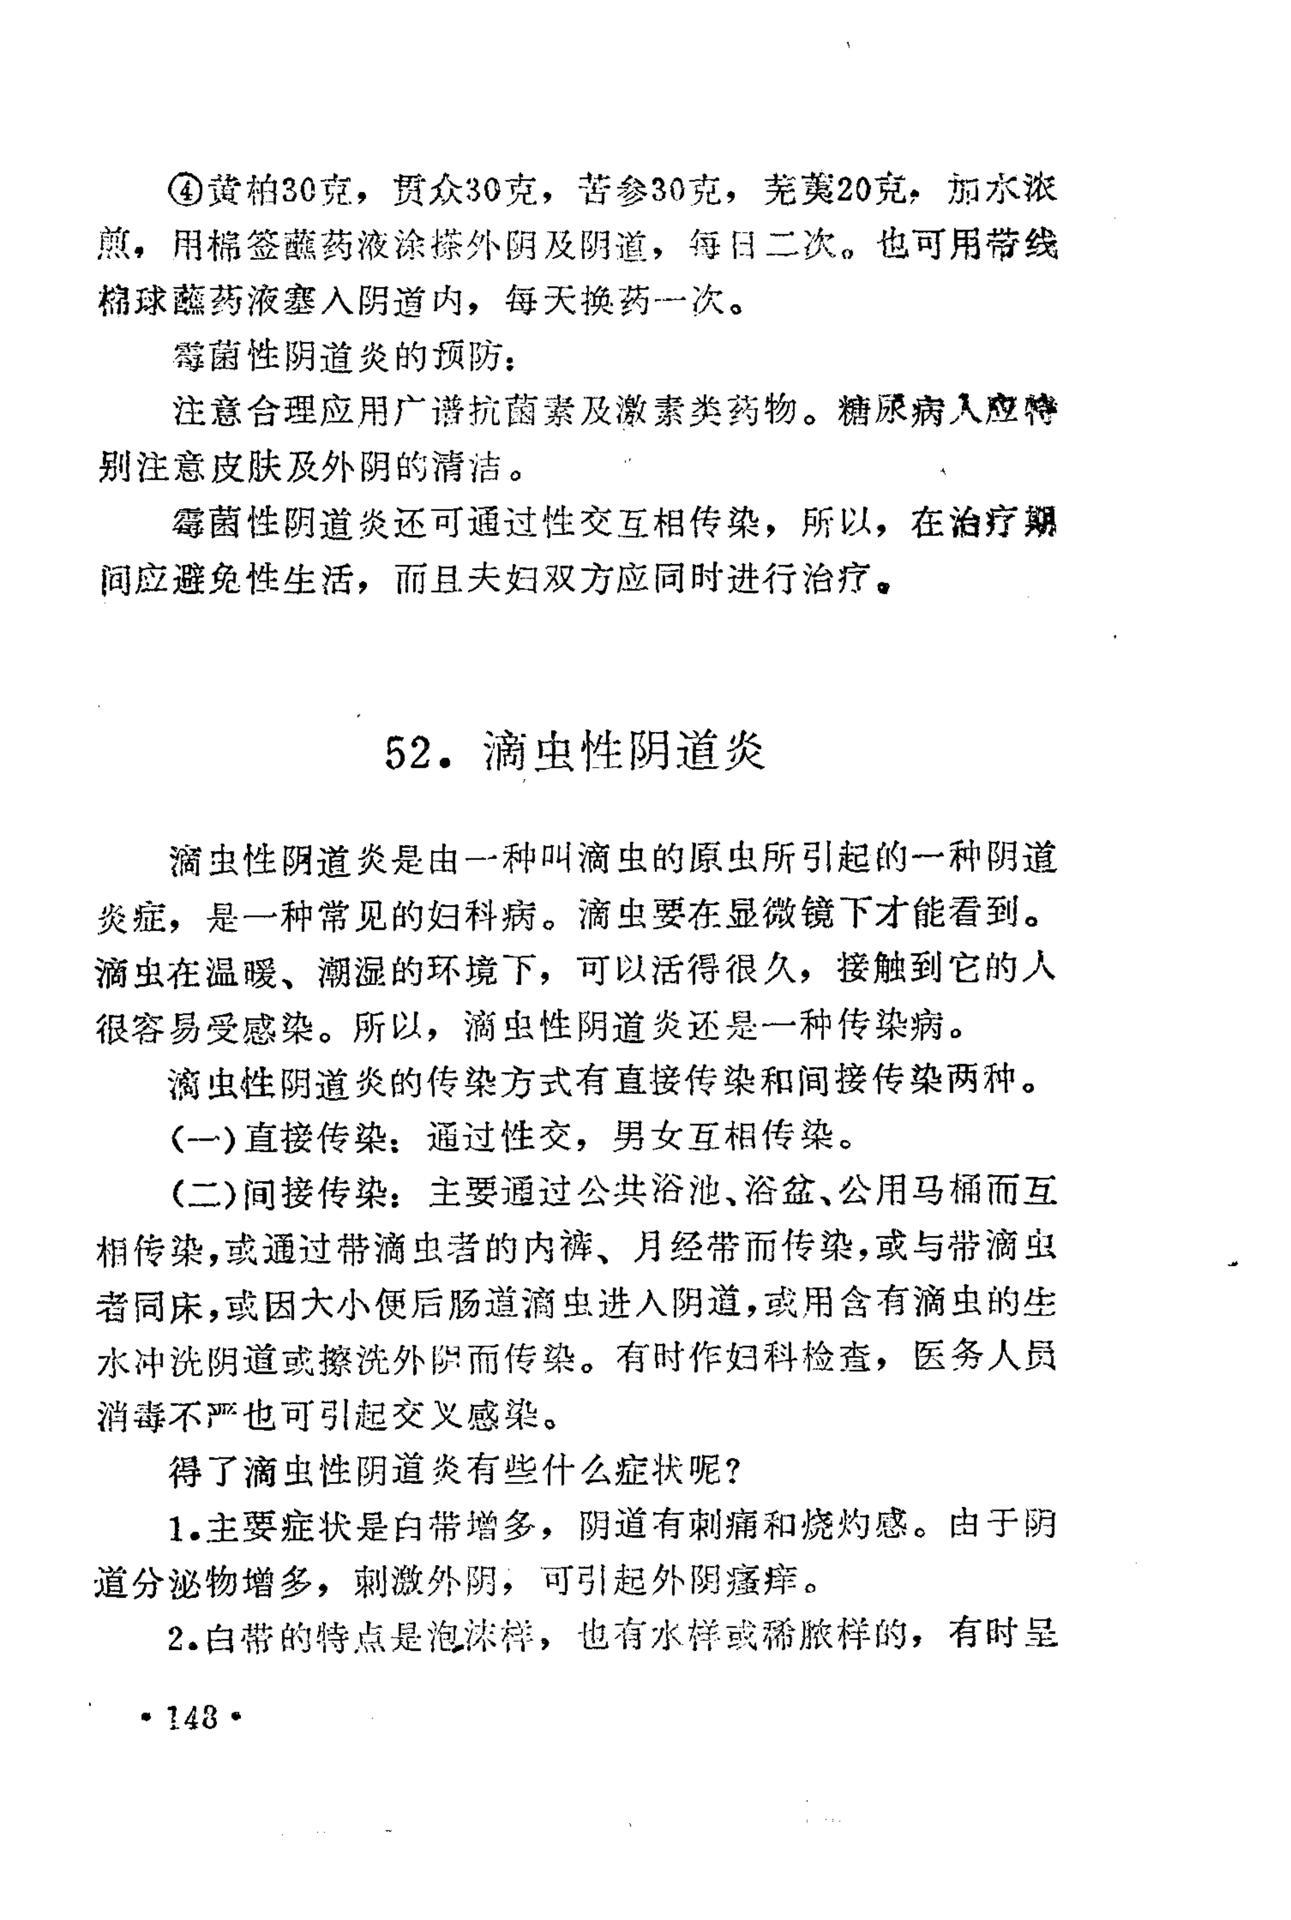 ④黄柏30克，贯众30克，苦参30克，芜荑20克，加水浓
煎，用棉签蘸药液涂搽外阴及阴道，每日二次。也可用带线
棉球蘸药液塞入阴道内，每天换药一次。
霉菌性阴道炎的预防：
注意合理应用广谱抗菌素及激素类药物。糖尿病人应特
别注意皮肤及外阴的清洁。
霉菌性阴道炎还可通过性交互相传染，所以，在治疗期
间应避免性生活，而且夫妇双方应同时进行治疗。
52．滴虫性阴道炎
滴虫性阴道炎是由一种叫滴虫的原虫所引起的一种阴道
炎症，是一种常见的妇科病。滴虫要在显微镜下才能看到。
滴虫在温暖、潮湿的环境下，可以活得很久，接触到它的人
很容易受感染。所以，滴虫性阴道炎还是一种传染病。
滴虫性阴道炎的传染方式有直接传染和间接传染两种。
(一)直接传染：通过性交，男女互相传染。
(二)间接传染：主要通过公共浴池、浴盆、公用马桶而互
相传染，或通过带滴虫者的内裤、月经带而传染，或与带滴虫
者同床，或因大小便后肠道滴虫进入阴道，或用含有滴虫的生
水冲洗阴道或擦洗外阴而传染。有时作妇科检查，医务人员
消毒不严也可引起交叉感染。
得了滴虫性阴道炎有些什么症状呢？
1.主要症状是白带增多，阴道有刺痛和烧灼感。由于阴
道分泌物增多，刺激外阴，可引起外阴瘙痒。
2.白带的特点是泡沫样，也有水样或稀脓样的，有时呈
·148·